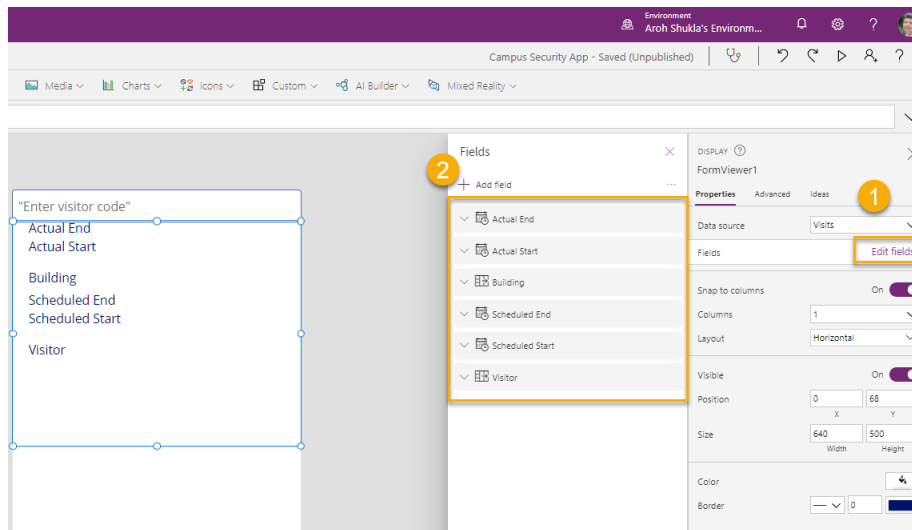 Environment
Aroh Shukla's Environm...
Campus Security App - Saved (Unpublished)
Media
Charts
Icons
Custom
AI Builder
Mixed Reality
"Enter visitor code"
Actual End
Actual Start
Building
Scheduled End
Scheduled Start
Visitor
2
Fields
Add field
Actual End
Actual Start
Building
Scheduled End
Scheduled Start
Visitor
DISPLAY
FormViewer1
Properties Advanced Ideas
1
Data source Visits
Fields Edit fields
Snap to columns On
Columns 1
Layout Horizontal
Visible On
Position 0 68
X Y
Size 640 500
Width Height
Color
Border 0